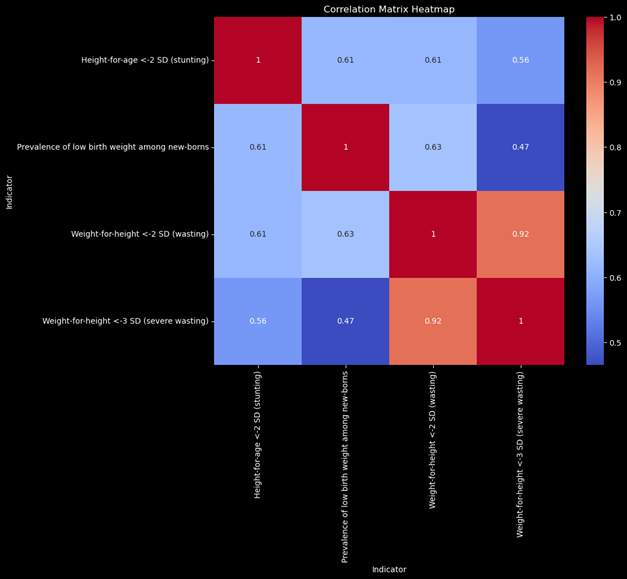 Correlation Matrix Heatmap
Indicator
Height-for-age <-2 SD (stunting)
Prevalence of low birth weight among new-borns
Weight-for-height <-2 SD (wasting)
Weight-for-height <-3 SD (severe wasting)
1 0.61 0.61 0.56
0.61 1 0.63 0.47
0.61 0.63 1 0.92
0.56 0.47 0.92 1
Height-for-age <-2 SD (stunting)
Prevalence of low birth weight among new-borns
Weight-for-height <-2 SD (wasting)
Weight-for-height <-3 SD (severe wasting)
Indicator
1.0
0.9
0.8
0.7
0.6
0.5